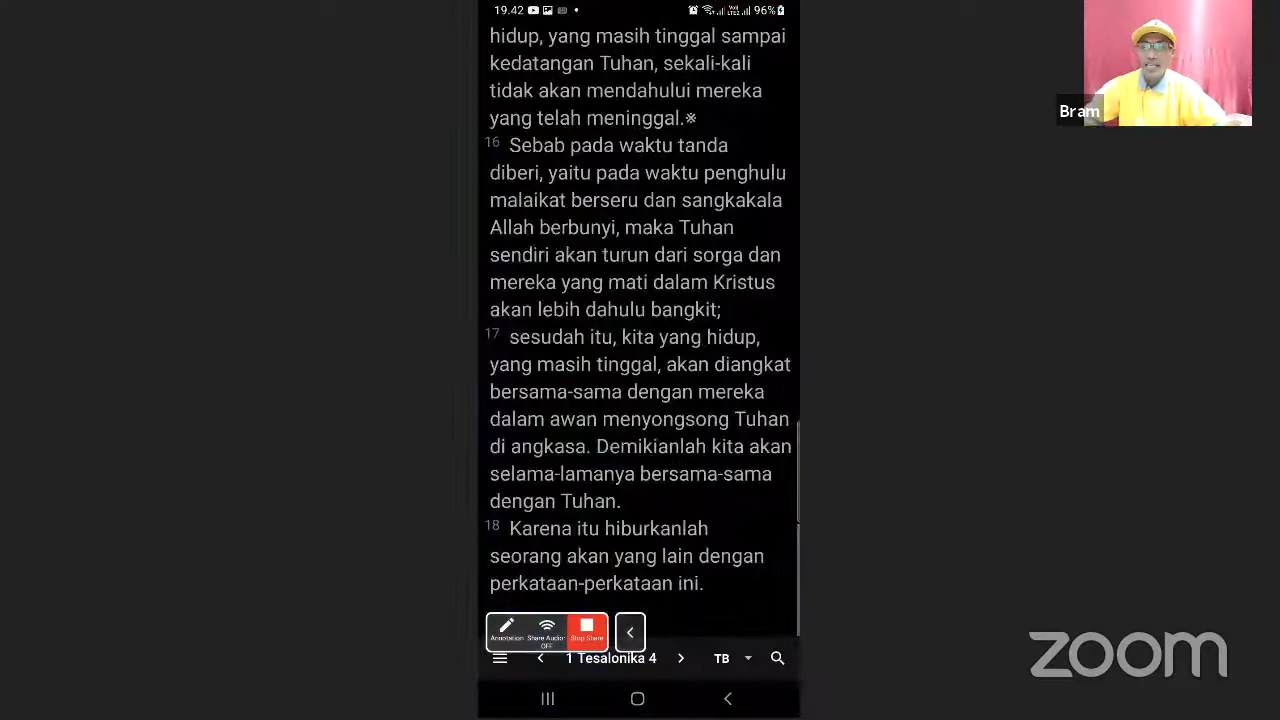 19.42
96%
Bram
hidup, yang masih tinggal sampai
kedatangan Tuhan, sekali-kali
tidak akan mendahului mereka
yang telah meninggal.※
16 Sebab pada waktu tanda
diberi, yaitu pada waktu penghulu
malaikat berseru dan sangkakala
Allah berbunyi, maka Tuhan
sendiri akan turun dari sorga dan
mereka yang mati dalam Kristus
akan lebih dahulu bangkit;
17 sesudah itu, kita yang hidup,
yang masih tinggal, akan diangkat
bersama-sama dengan mereka
dalam awan menyongsong Tuhan
di angkasa. Demikianlah kita akan
selama-lamanya bersama-sama
dengan Tuhan.
18 Karena itu hiburkanlah
seorang akan yang lain dengan
perkataan-perkataan ini.
Annotation Share Audio: OFF Stop Share
1 Tesalonika 4 TB
zoom